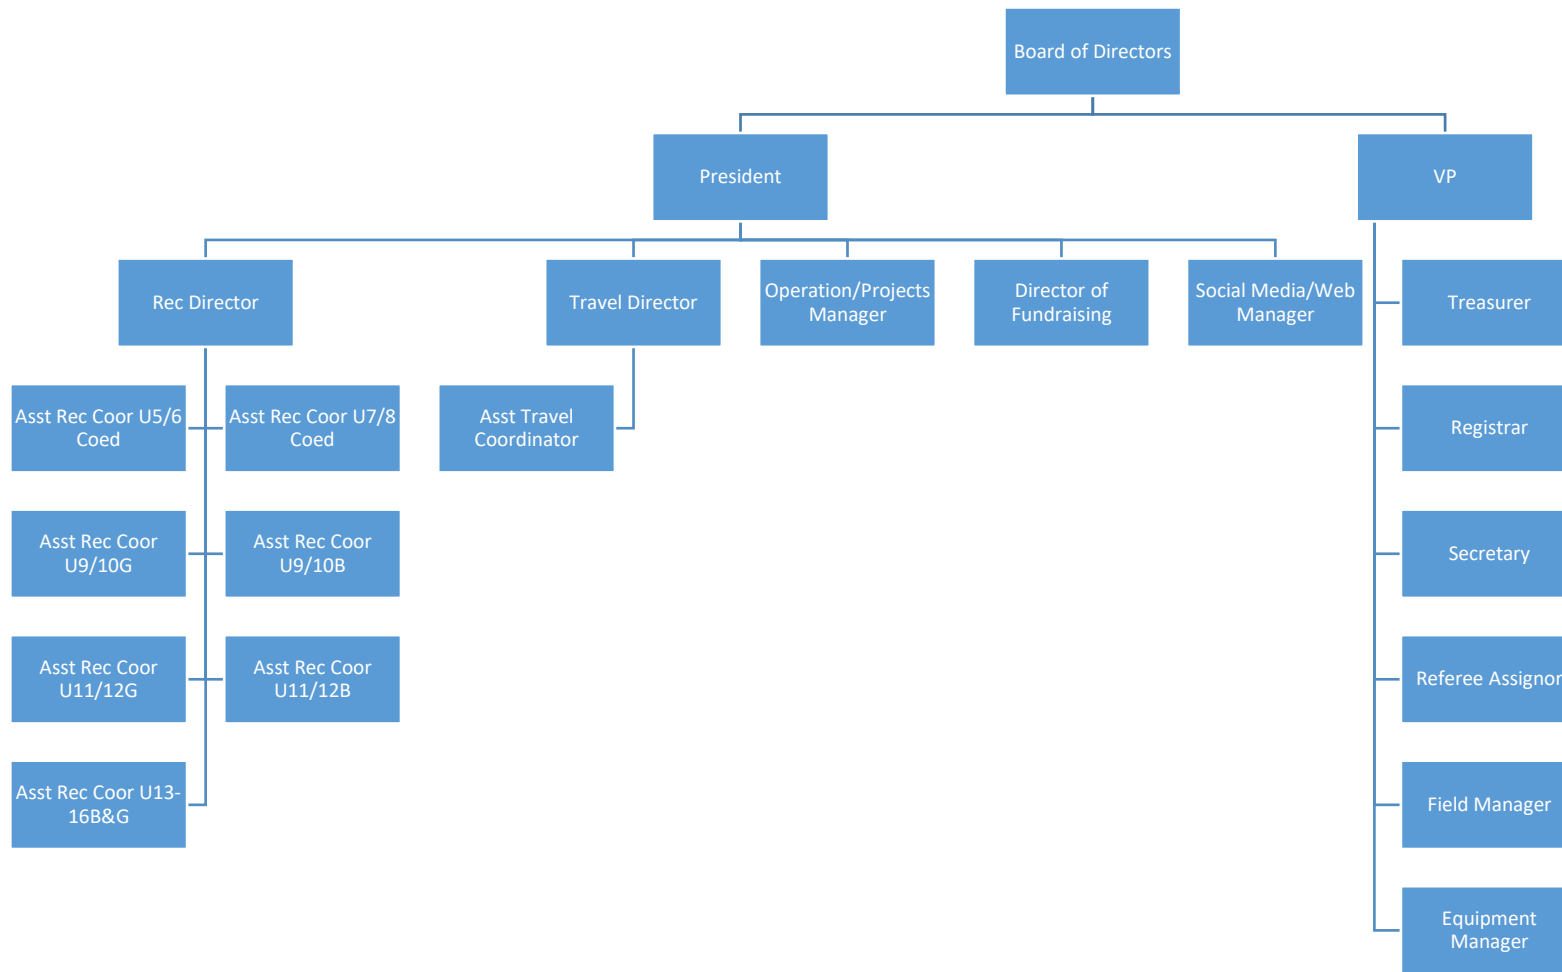 Board of Directors
President
VP
Rec Director
Travel Director
Operation/Projects
Manager
Director of
Fundraising
Social Media/Web
Manager
Treasurer
Asst Rec Coor U5/6
Coed
Asst Rec Coor U7/8
Coed
Asst Travel
Coordinator
Registrar
Asst Rec Coor
U9/10G
Asst Rec Coor
U9/10B
Secretary
Asst Rec Coor
U11/12G
Asst Rec Coor
U11/12B
Referee Assignor
Asst Rec Coor U13-
16B&G
Field Manager
Equipment
Manager